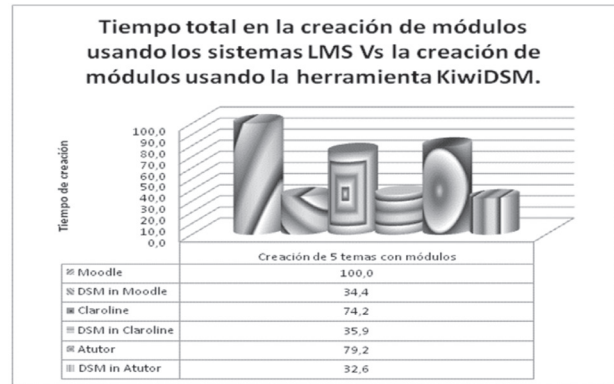 Tiempo total en la creación de módulos
usando los sistemas LMS Vs la creación de
módulos usando la herramienta KiwiDSM.
Tiempo de creación
100,0
90,0
80,0
70,0
60,0
50,0
40,0
30,0
20,0
10,0
0,0
Creación de 5 temas con módulos
Moodle 100,0
DSM in Moodle 34,4
Claroline 74,2
DSM in Claroline 35,9
Atutor 79,2
DSM in Atutor 32,6